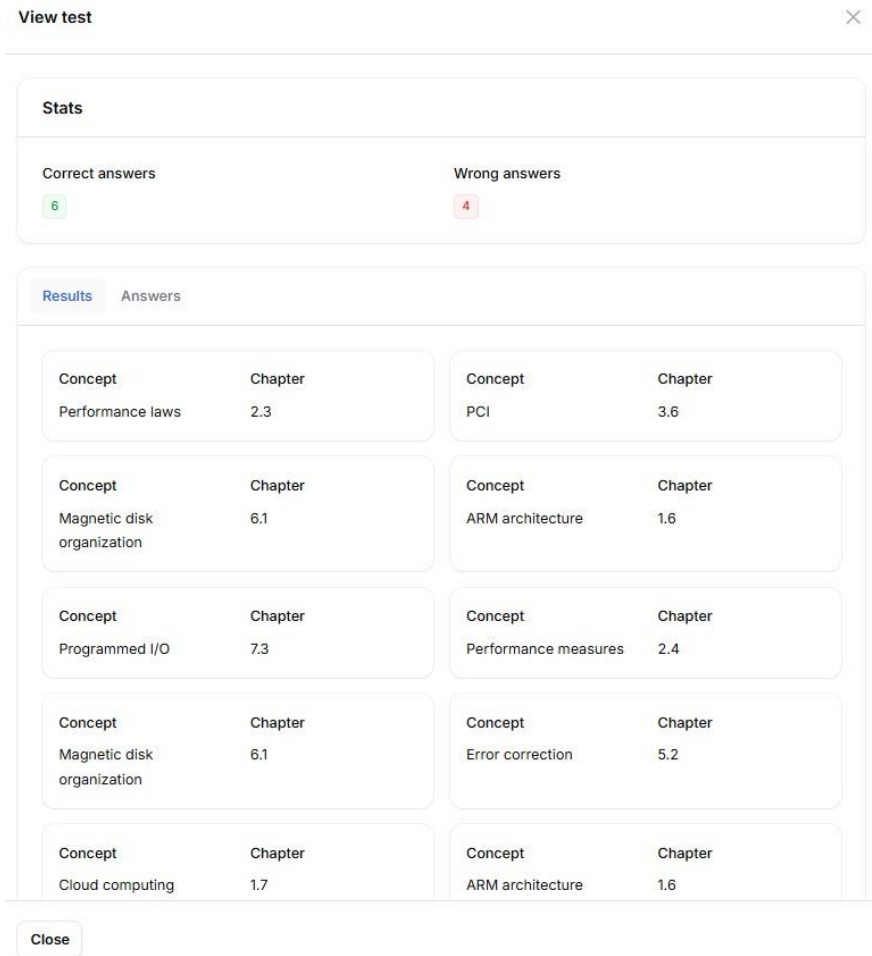 View test
Stats
Correct answers Wrong answers
6 4
Results Answers
Concept Chapter Concept Chapter
Performance laws 2.3 PCI 3.6
Concept Chapter Concept Chapter
Magnetic disk 6.1 ARM architecture 1.6
organization
Concept Chapter Concept Chapter
Programmed I/O 7.3 Performance measures 2.4
Concept Chapter Concept Chapter
Magnetic disk 6.1 Error correction 5.2
organization
Concept Chapter Concept Chapter
Cloud computing 1.7 ARM architecture 1.6
Close